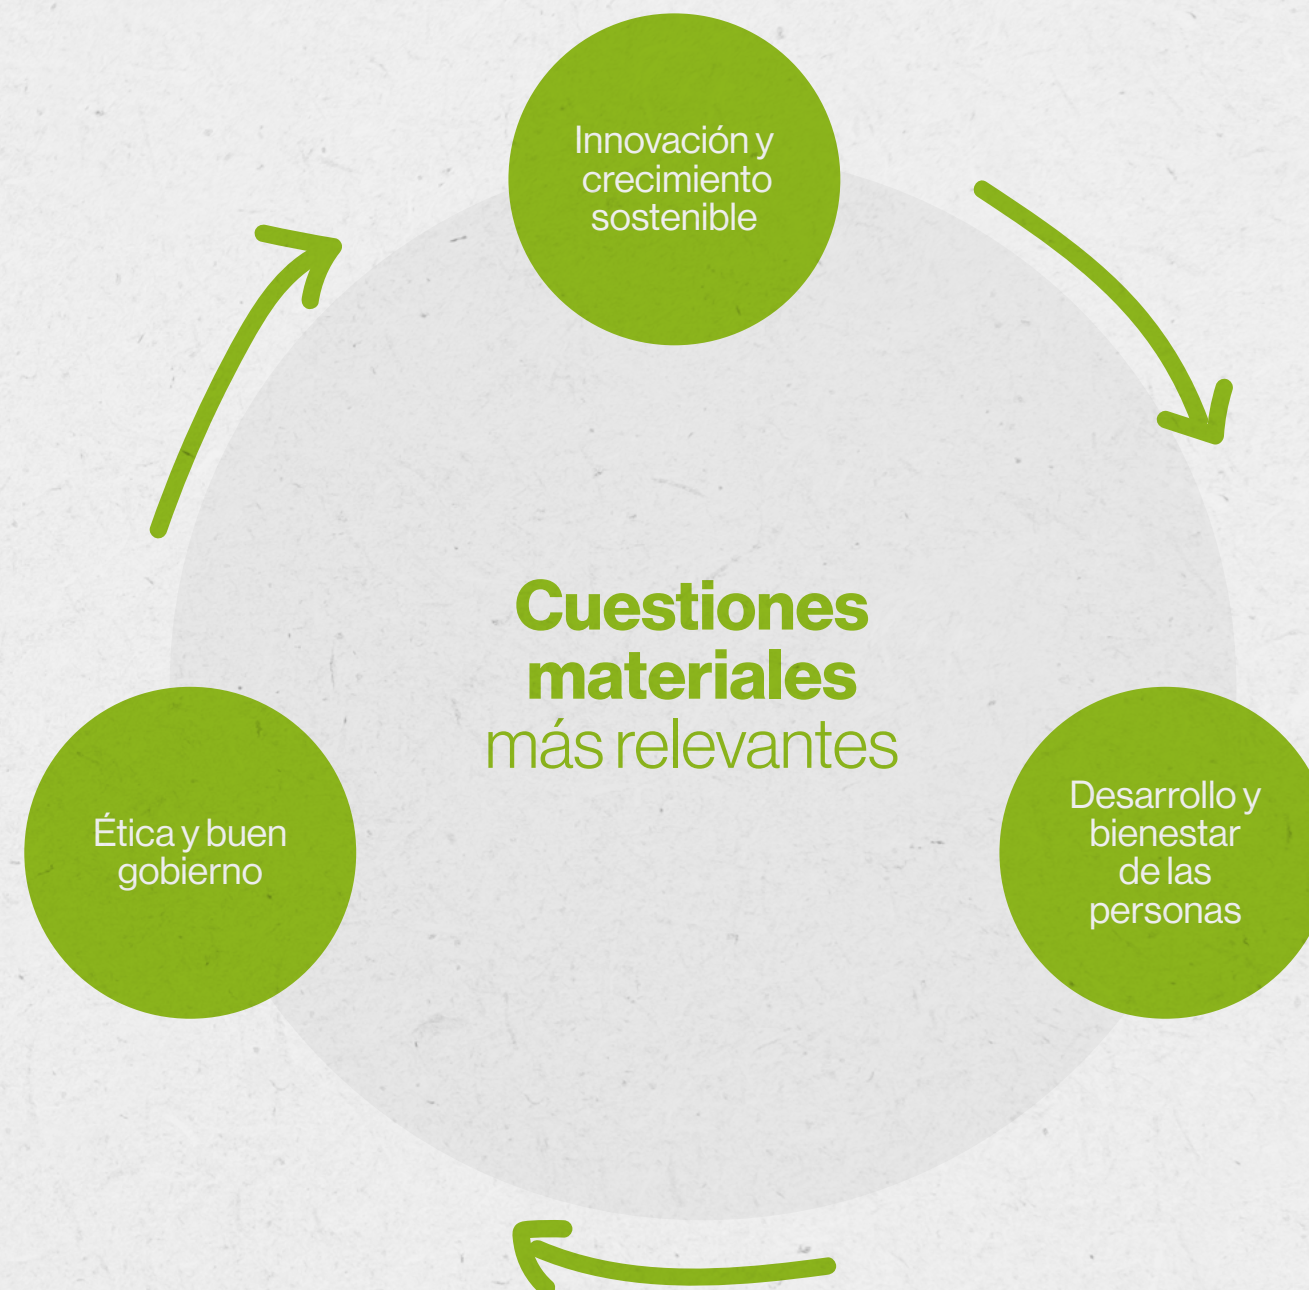 Innovación y
crecimiento
sostenible
Cuestiones
materiales
más relevantes
Ética y buen
gobierno
Desarrollo y
bienestar
de las
personas